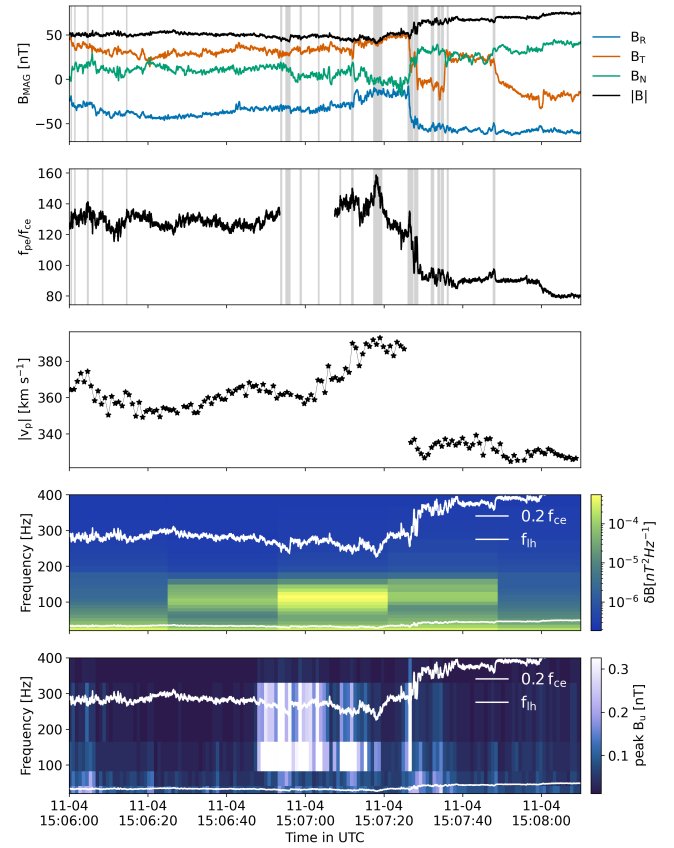 B_MAG [nT]
50
0
−50
B_R
B_T
B_N
|B|
f_pe/f_ce
160
140
120
100
80
|v_p| [km s⁻¹]
380
360
340
Frequency [Hz]
400
300
200
100
0.2 f_ce
f_lh
10⁻⁴
10⁻⁵
10⁻⁶
δB[nT²Hz⁻¹]
Frequency [Hz]
400
300
200
100
0.2 f_ce
f_lh
0.3
0.2
0.1
peak B_u [nT]
11-04 11-04 11-04 11-04 11-04 11-04 11-04
15:06:00 15:06:20 15:06:40 15:07:00 15:07:20 15:07:40 15:08:00
Time in UTC